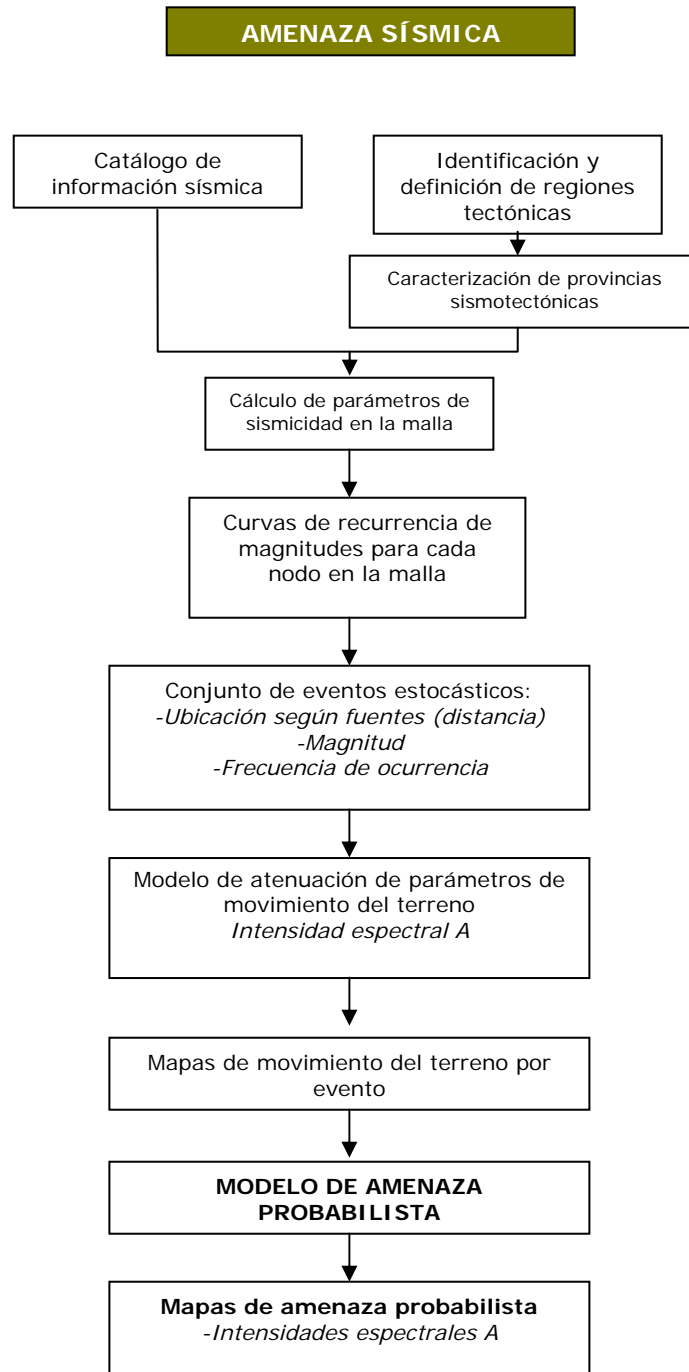 AMENAZA SÍSMICA
Catálogo de
información sísmica
Identificación y
definición de regiones
tectónicas
Caracterización de provincias
sismotectónicas
Cálculo de parámetros de
sismicidad en la malla
Curvas de recurrencia de
magnitudes para cada
nodo en la malla
Conjunto de eventos estocásticos:
-Ubicación según fuentes (distancia)
-Magnitud
-Frecuencia de ocurrencia
Modelo de atenuación de parámetros de
movimiento del terreno
Intensidad espectral A
Mapas de movimiento del terreno por
evento
MODELO DE AMENAZA
PROBABILISTA
Mapas de amenaza probabilista
-Intensidades espectrales A